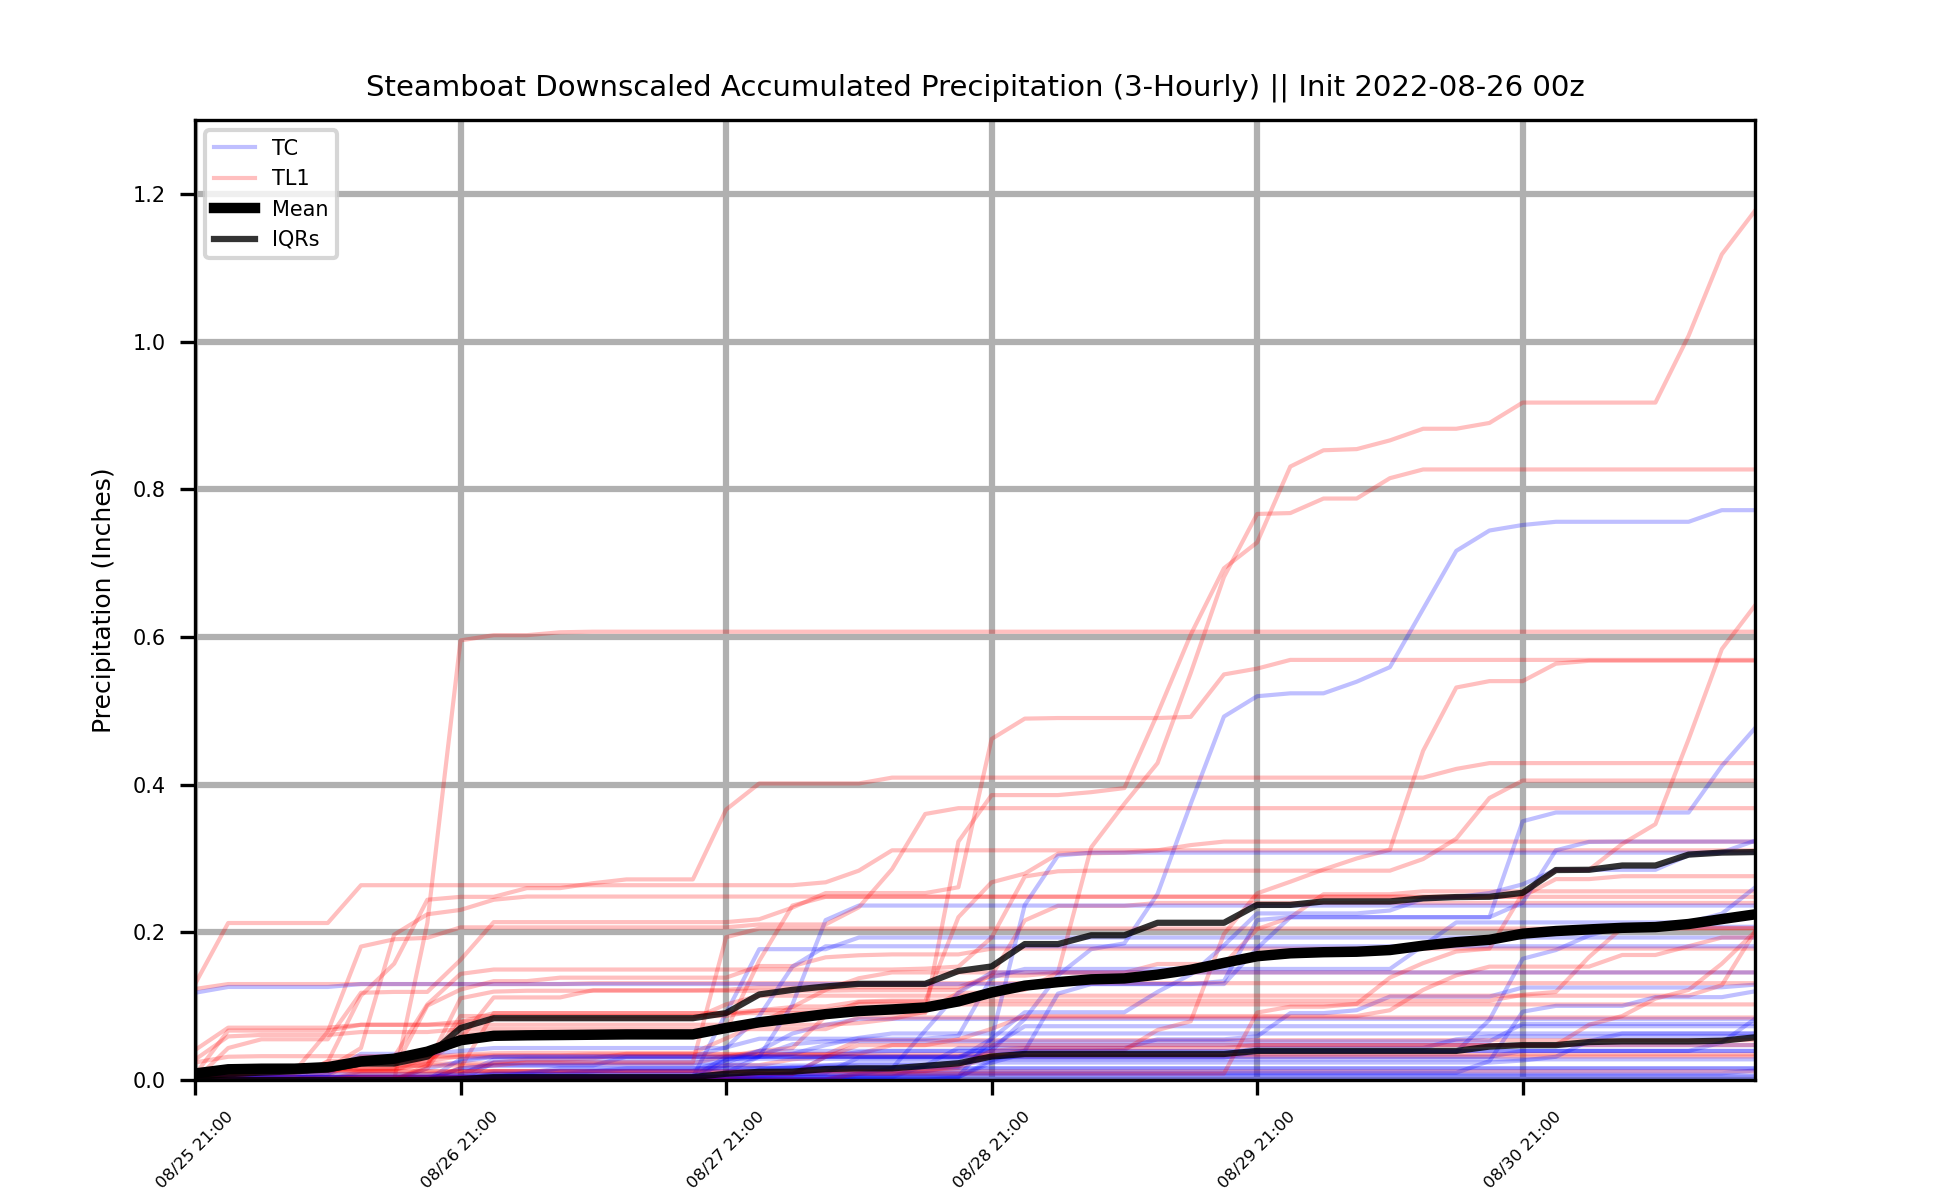 Steamboat Downscaled Accumulated Precipitation (3-Hourly) || Init 2022-08-26 00z
TC
TL1
Mean
IQRs
Precipitation (Inches)
1.2
1.0
0.8
0.6
0.4
0.2
0.0
08/25 21:00
08/26 21:00
08/27 21:00
08/28 21:00
08/29 21:00
08/30 21:00